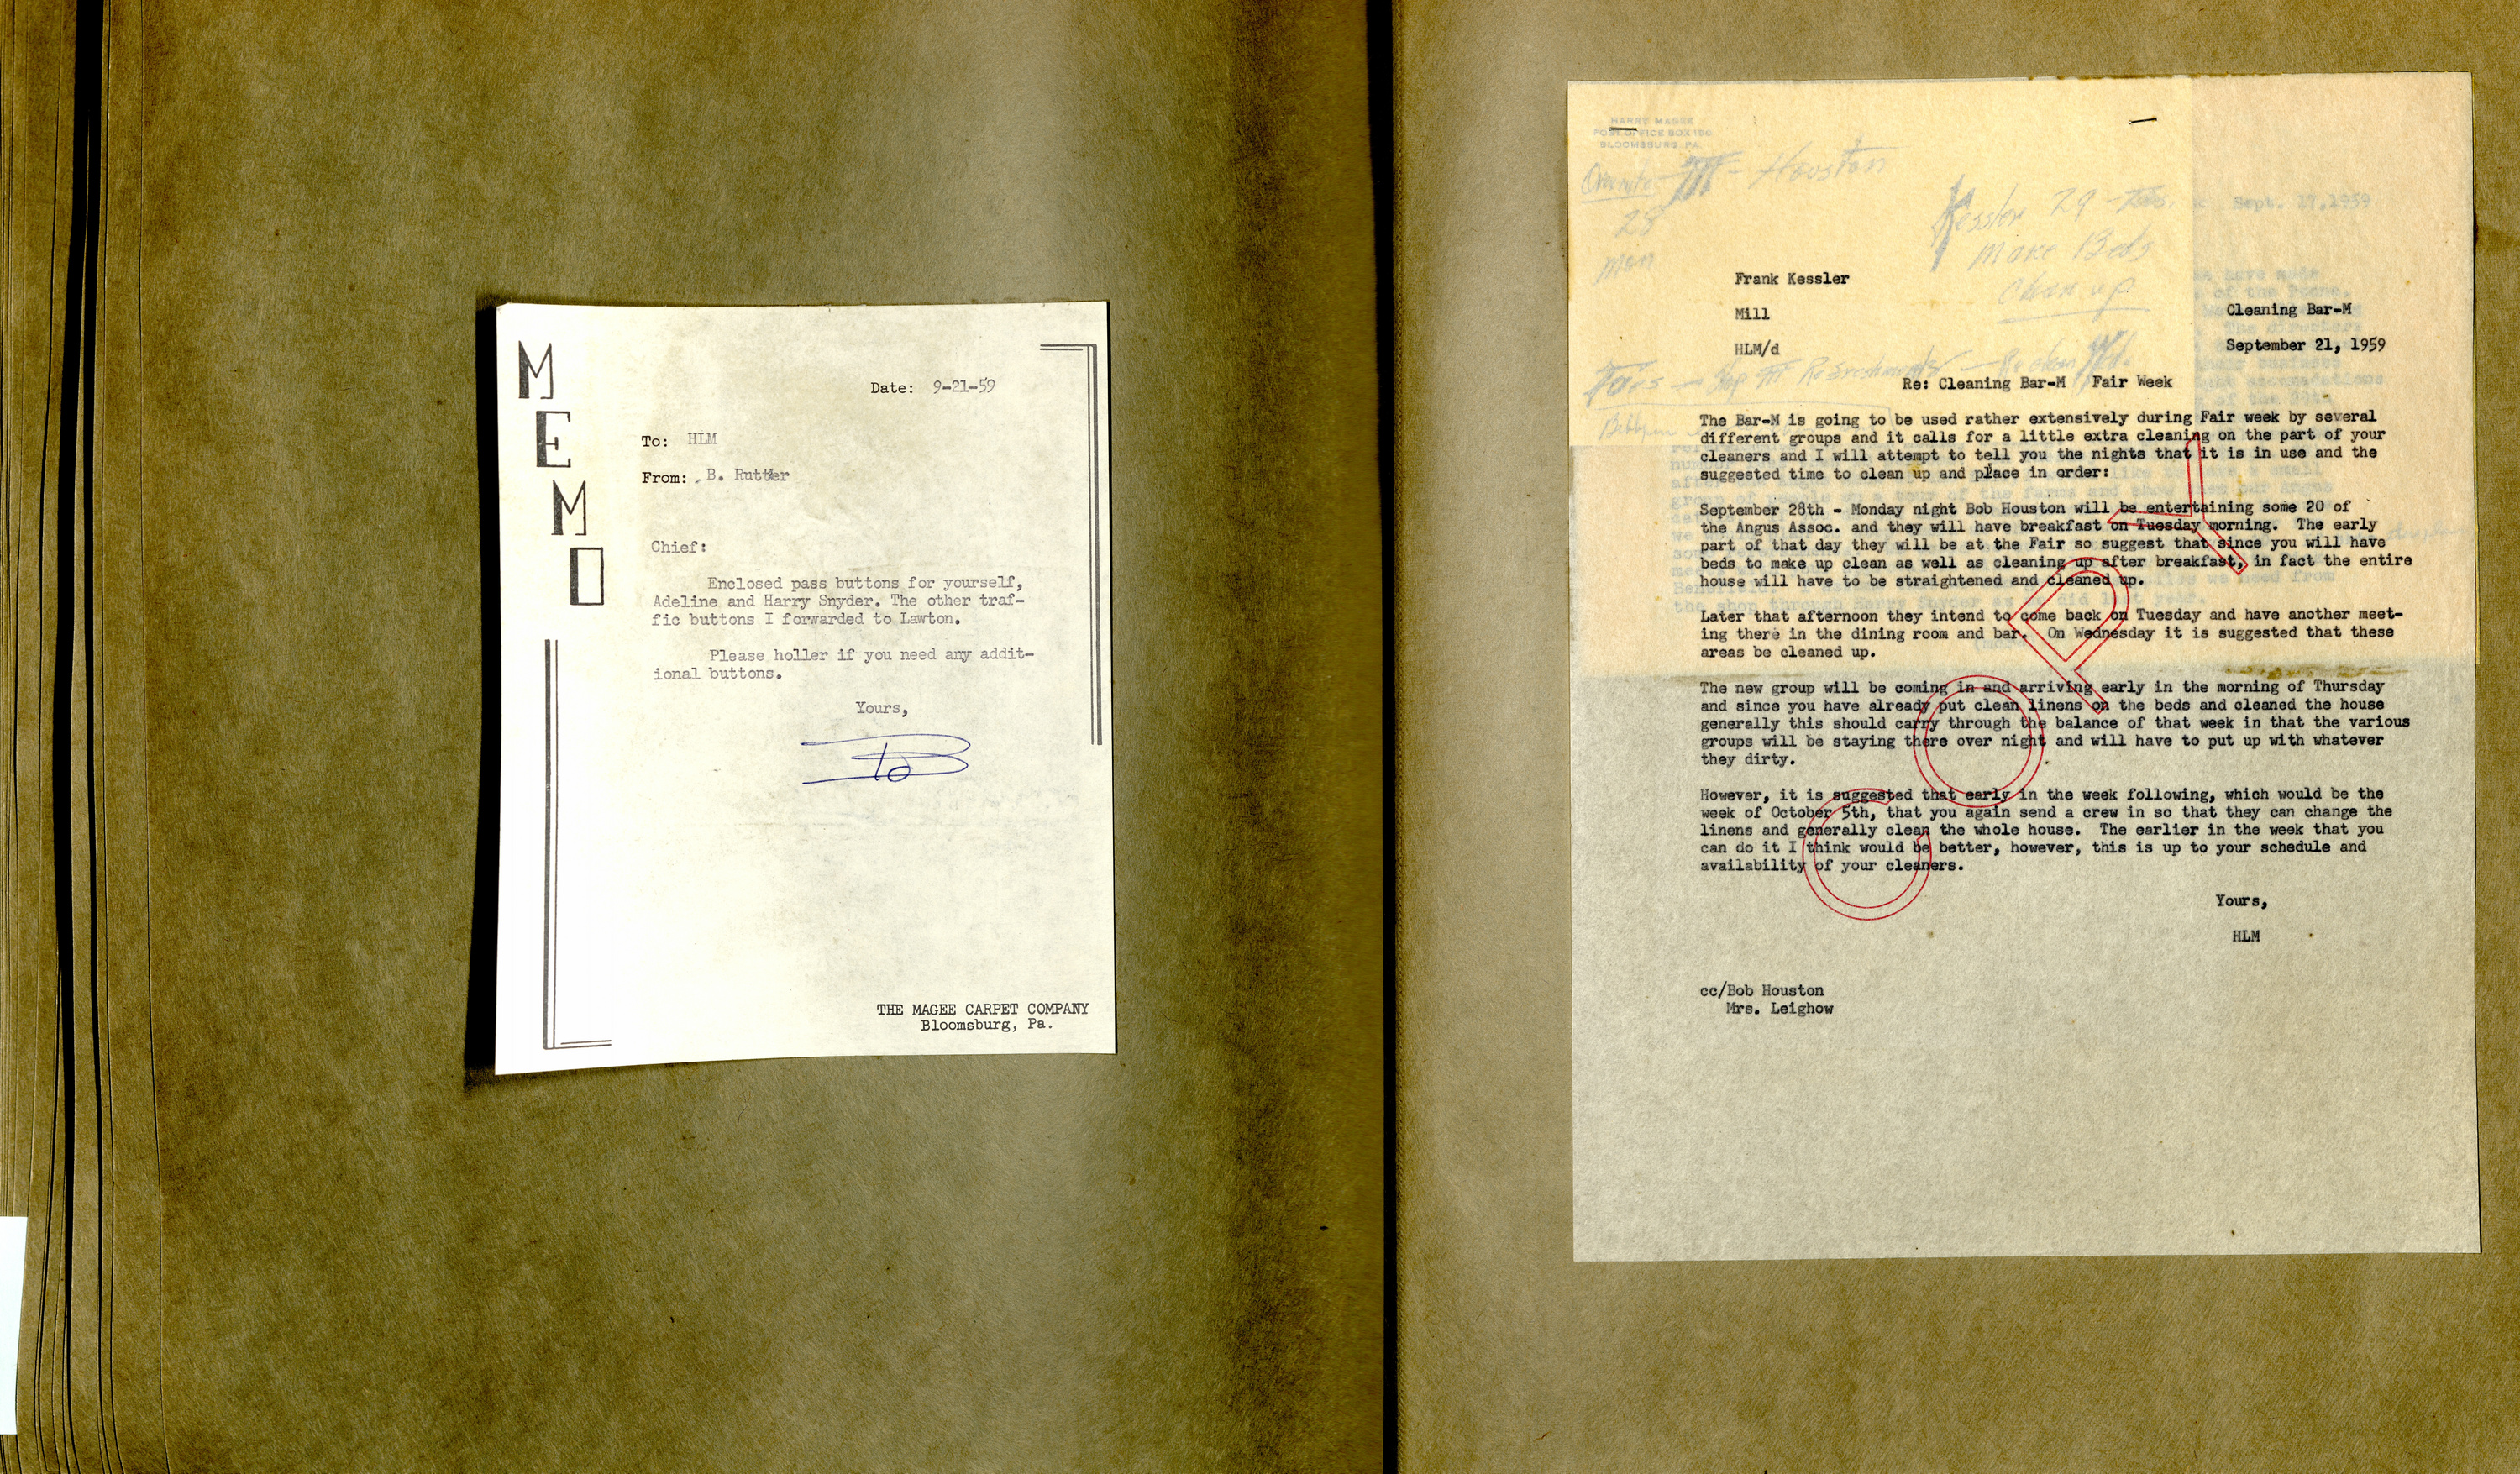 MEMO
Date: 9-21-59
To: HLM
From: B. Rutter
Chief:
Enclosed pass buttons for yourself,
Adeline and Harry Snyder. The other traf-
fic buttons I forwarded to Lawton.
Please holler if you need any addit-
ional buttons.
Yours,
THE MAGEE CARPET COMPANY
Bloomsburg, Pa.
HARRY MAGEE
POST OFFICE BOX 150
BLOOMSBURG, PA.
Houston
28
Mon
Kessler 29 - Tues.
Make Beds
Clean up
Sept. 17, 1959
Frank Kessler
Mill
Cleaning Bar-M
HLM/d
September 21, 1959
Re: Cleaning Bar-M Fair Week
The Bar-M is going to be used rather extensively during Fair week by several
different groups and it calls for a little extra cleaning on the part of your
cleaners and I will attempt to tell you the nights that it is in use and the
suggested time to clean up and place in order:
September 28th - Monday night Bob Houston will be entertaining some 20 of
the Angus Assoc. and they will have breakfast on Tuesday morning. The early
part of that day they will be at the Fair so suggest that since you will have
beds to make up clean as well as cleaning up after breakfast, in fact the entire
house will have to be straightened and cleaned up.
Later that afternoon they intend to come back on Tuesday and have another meet-
ing there in the dining room and bar. On Wednesday it is suggested that these
areas be cleaned up.
The new group will be coming in and arriving early in the morning of Thursday
and since you have already put clean linens on the beds and cleaned the house
generally this should carry through the balance of that week in that the various
groups will be staying there over night and will have to put up with whatever
they dirty.
However, it is suggested that early in the week following, which would be the
week of October 5th, that you again send a crew in so that they can change the
linens and generally clean the whole house. The earlier in the week that you
can do it I think would be better, however, this is up to your schedule and
availability of your cleaners.
Yours,
HLM
cc/Bob Houston
Mrs. Leighow
COPY